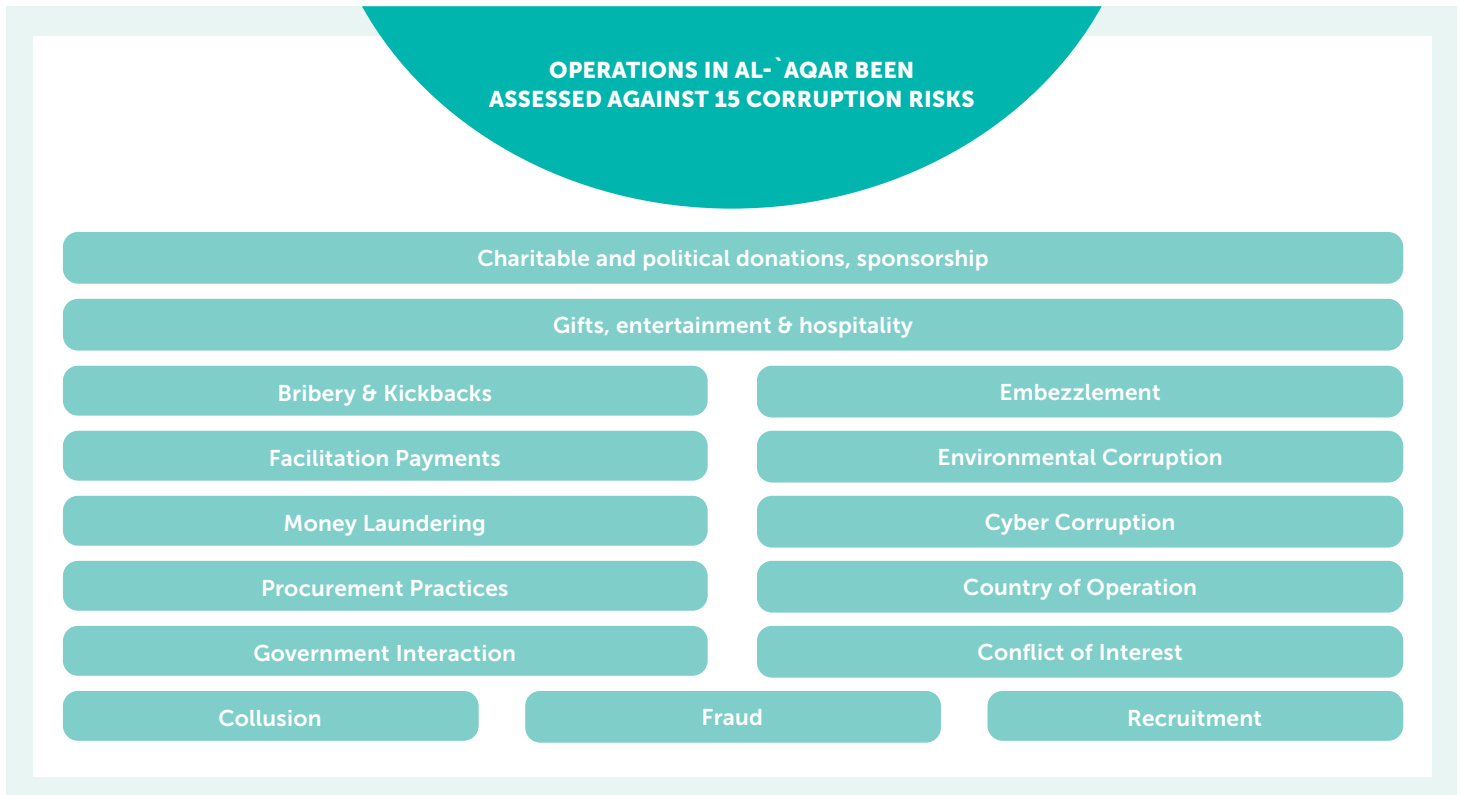 OPERATIONS IN AL-`AQAR BEEN
ASSESSED AGAINST 15 CORRUPTION RISKS
Charitable and political donations, sponsorship
Gifts, entertainment & hospitality
Bribery & Kickbacks
Embezzlement
Facilitation Payments
Environmental Corruption
Money Laundering
Cyber Corruption
Procurement Practices
Country of Operation
Government Interaction
Conflict of Interest
Collusion
Fraud
Recruitment